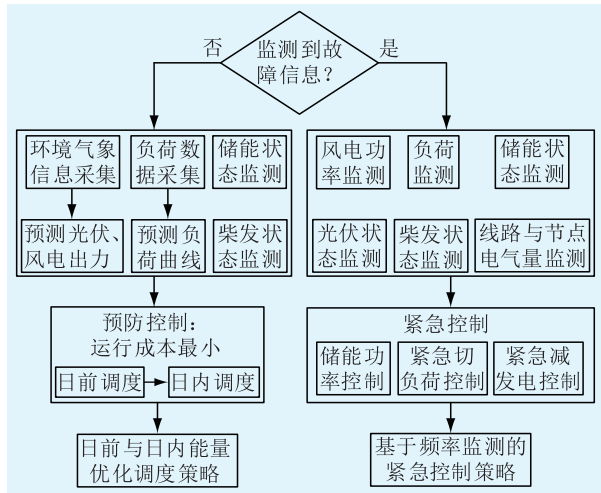 监测到故
障信息？
否
是
环境气象
信息采集
负荷数
据采集
储能状
态监测
预测光伏、
风电出力
预测负
荷曲线
柴发状
态监测
预防控制：
运行成本最小
日前调度
日内调度
日前与日内能量
优化调度策略
风电功
率监测
负荷
监测
储能状
态监测
光伏状
态监测
柴发状
态监测
线路与节点
电气量监测
紧急控制
储能功
率控制
紧急切
负荷控制
紧急减
发电控制
基于频率监测的
紧急控制策略